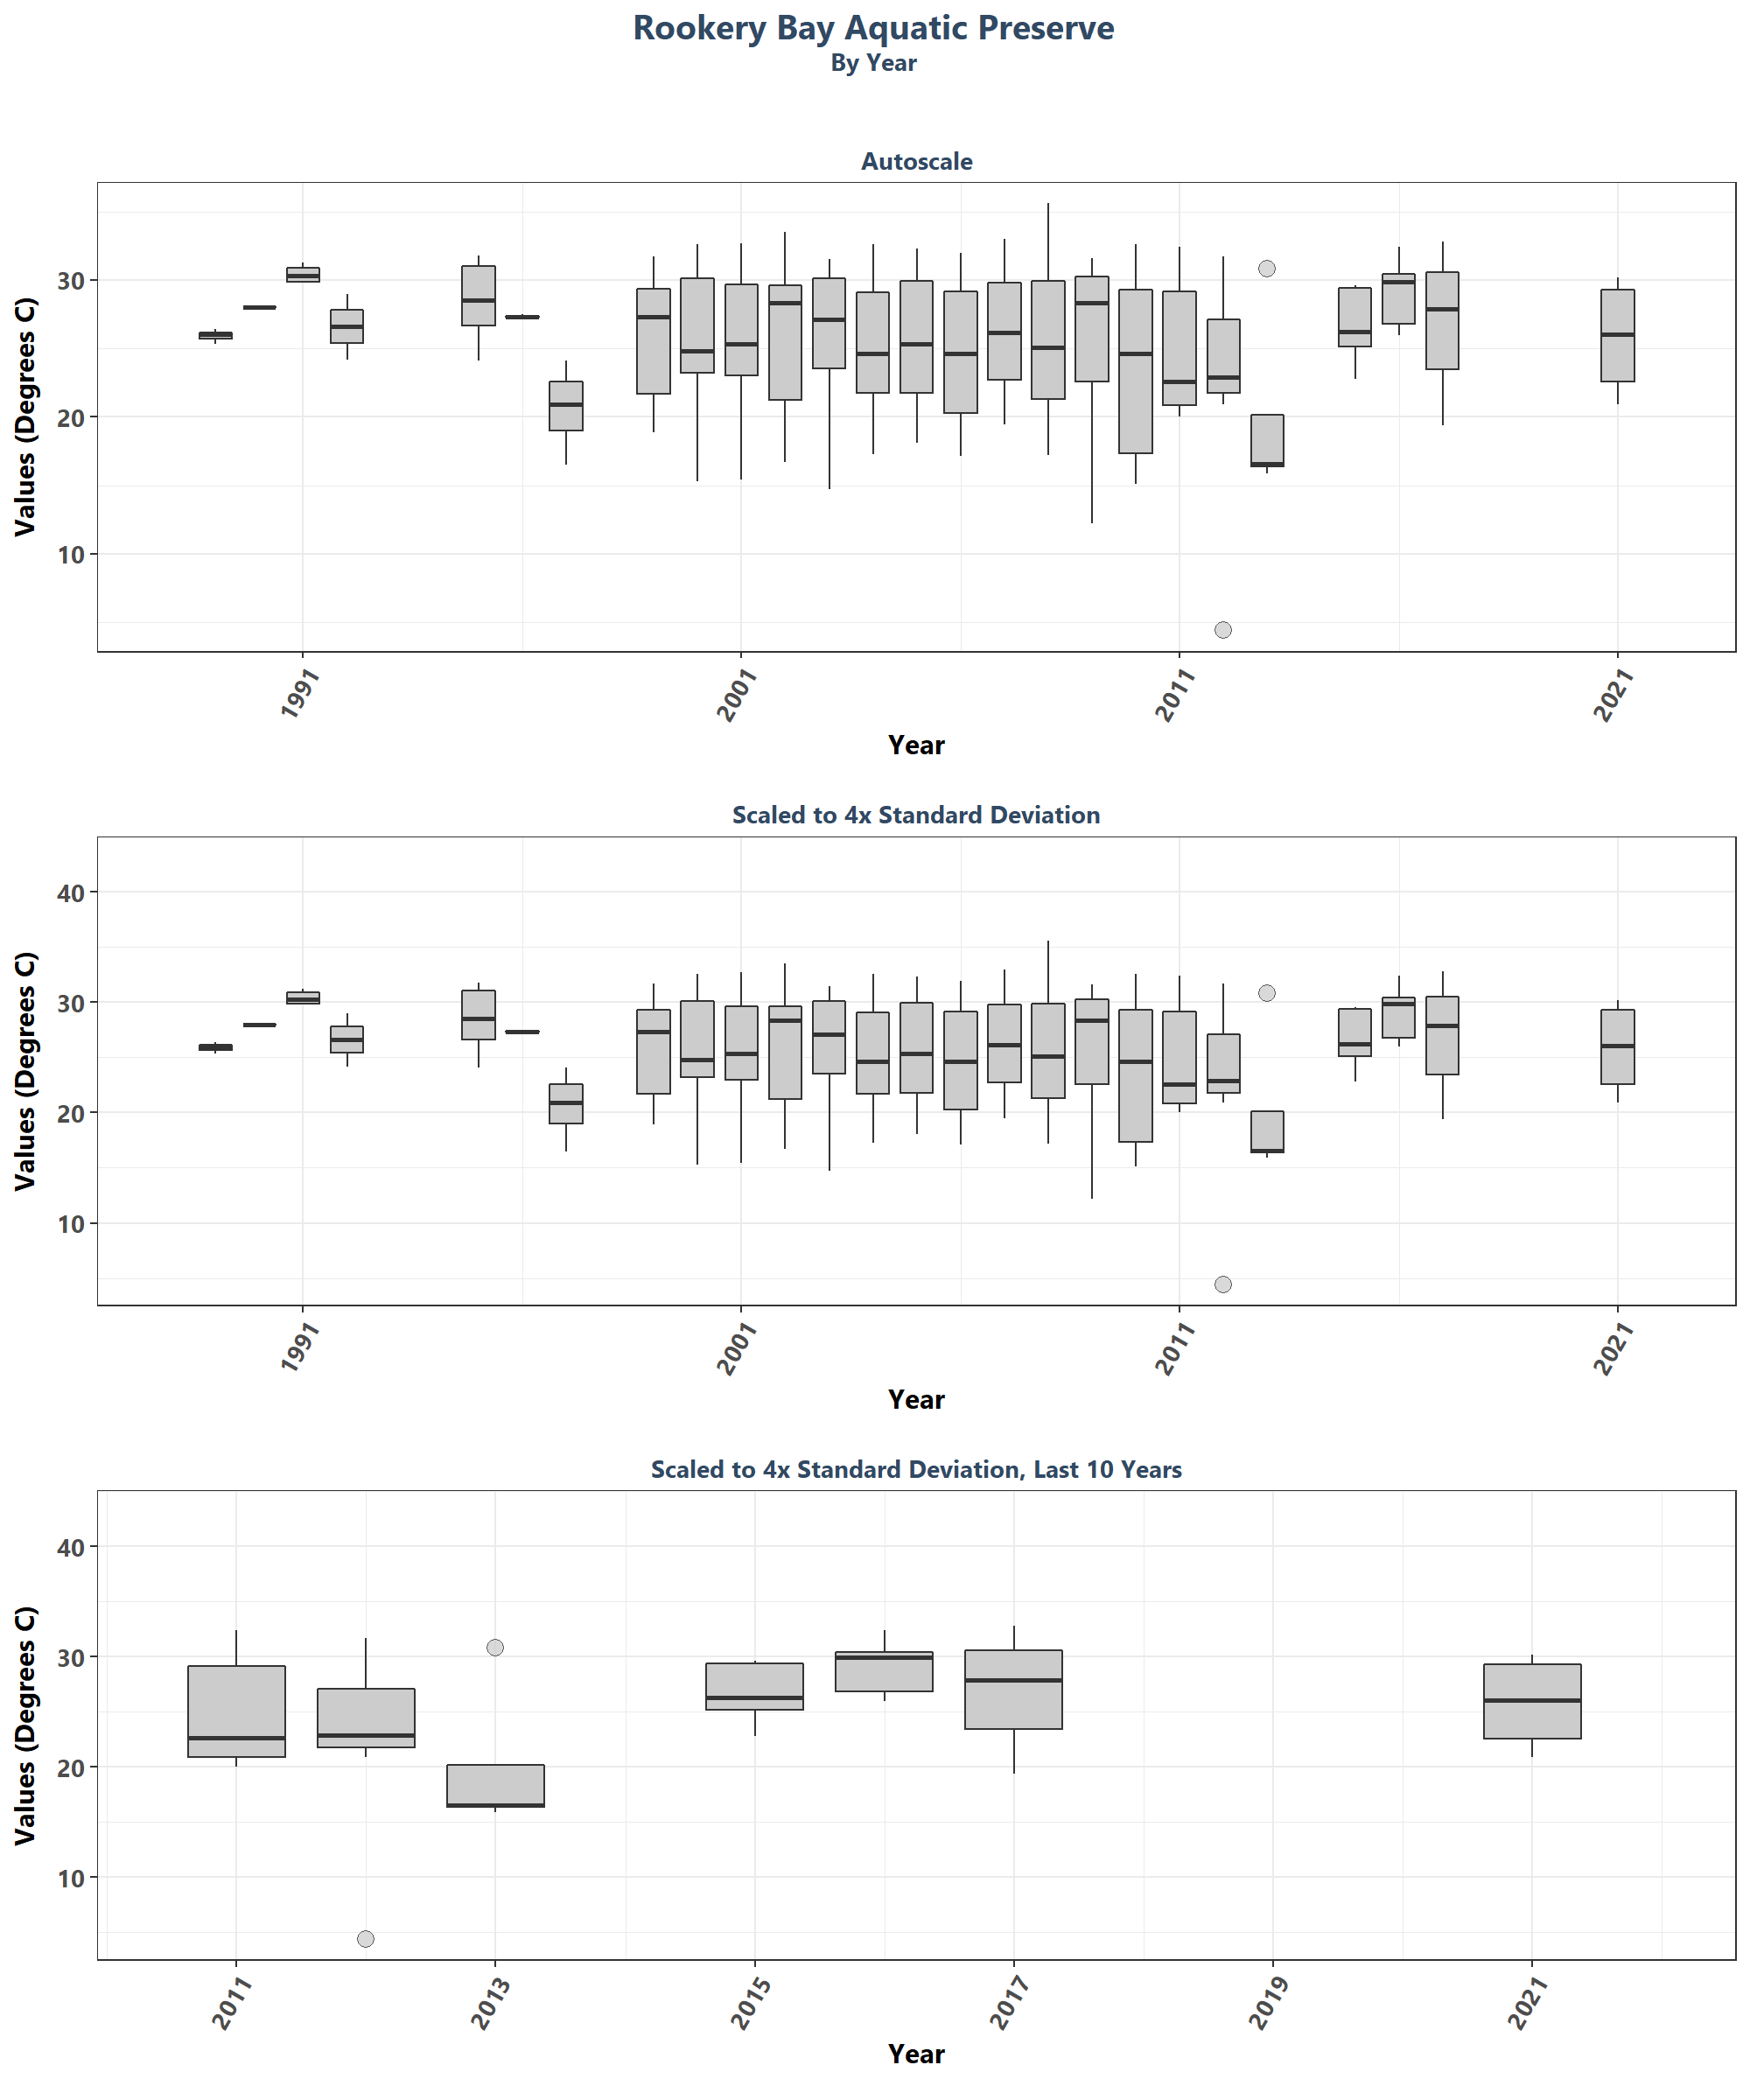 Rookery Bay Aquatic Preserve
By Year
Autoscale
Values (Degrees C)
30
20
10
1991
2001
2011
2021
Year
Scaled to 4x Standard Deviation
Values (Degrees C)
40
30
20
10
1991
2001
2011
2021
Year
Scaled to 4x Standard Deviation, Last 10 Years
Values (Degrees C)
40
30
20
10
2011
2013
2015
2017
2019
2021
Year